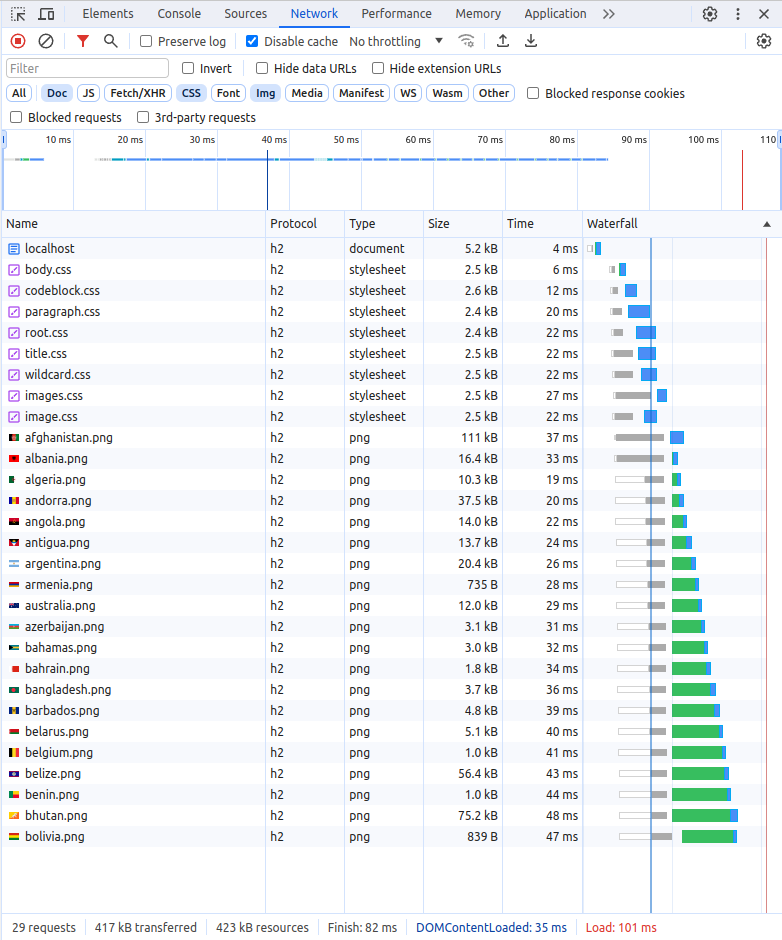 Elements Console Sources Network Performance Memory Application
Preserve log Disable cache No throttling
Filter Invert Hide data URLs Hide extension URLs
All Doc JS Fetch/XHR CSS Font Img Media Manifest WS Wasm Other Blocked response cookies
Blocked requests 3rd-party requests
10 ms 20 ms 30 ms 40 ms 50 ms 60 ms 70 ms 80 ms 90 ms 100 ms 110
Name Protocol Type Size Time Waterfall
localhost h2 document 5.2 kB 4 ms
body.css h2 stylesheet 2.5 kB 6 ms
codeblock.css h2 stylesheet 2.6 kB 12 ms
paragraph.css h2 stylesheet 2.4 kB 20 ms
root.css h2 stylesheet 2.4 kB 22 ms
title.css h2 stylesheet 2.5 kB 22 ms
wildcard.css h2 stylesheet 2.5 kB 22 ms
images.css h2 stylesheet 2.5 kB 27 ms
image.css h2 stylesheet 2.5 kB 22 ms
afghanistan.png h2 png 111 kB 37 ms
albania.png h2 png 16.4 kB 33 ms
algeria.png h2 png 10.3 kB 19 ms
andorra.png h2 png 37.5 kB 20 ms
angola.png h2 png 14.0 kB 22 ms
antigua.png h2 png 13.7 kB 24 ms
argentina.png h2 png 20.4 kB 26 ms
armenia.png h2 png 735 B 28 ms
australia.png h2 png 12.0 kB 29 ms
azerbaijan.png h2 png 3.1 kB 31 ms
bahamas.png h2 png 3.0 kB 32 ms
bahrain.png h2 png 1.8 kB 34 ms
bangladesh.png h2 png 3.7 kB 36 ms
barbados.png h2 png 4.8 kB 39 ms
belarus.png h2 png 5.1 kB 40 ms
belgium.png h2 png 1.0 kB 41 ms
belize.png h2 png 56.4 kB 43 ms
benin.png h2 png 1.0 kB 44 ms
bhutan.png h2 png 75.2 kB 48 ms
bolivia.png h2 png 839 B 47 ms
29 requests 417 kB transferred 423 kB resources Finish: 82 ms DOMContentLoaded: 35 ms Load: 101 ms